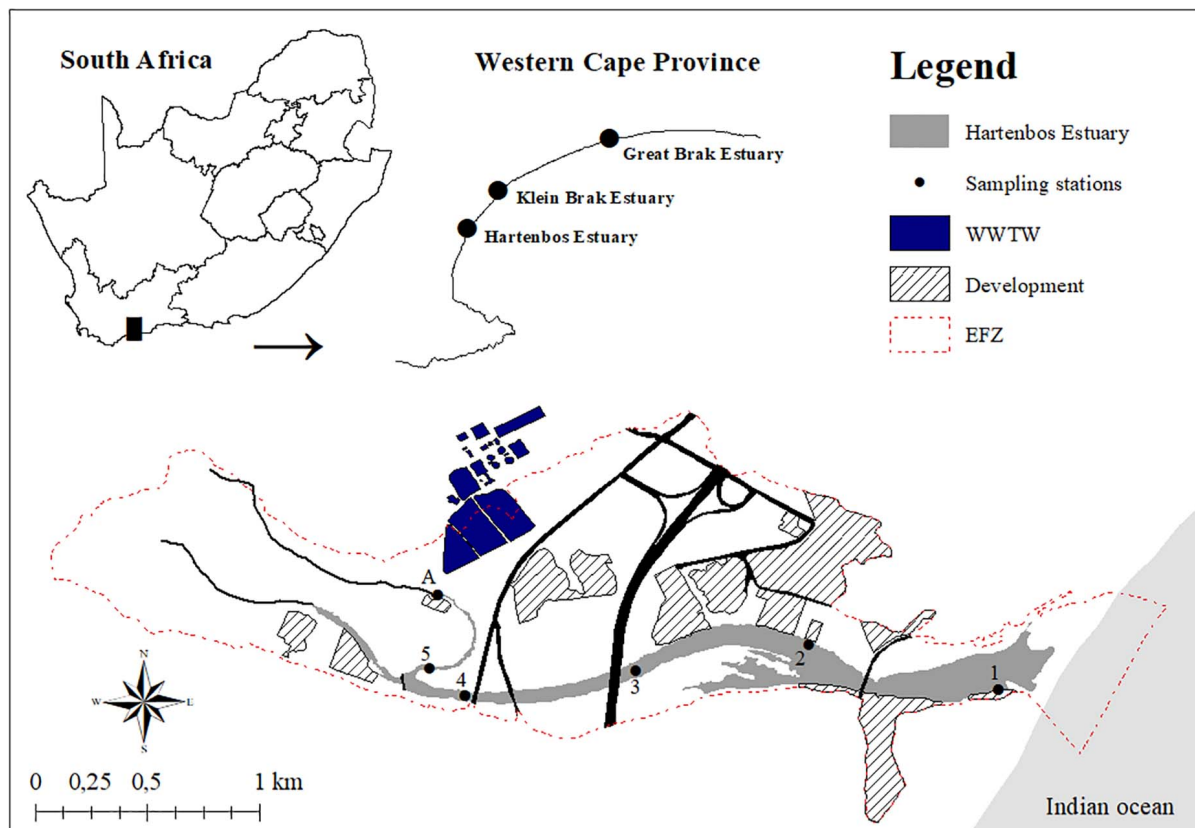 South Africa
Western Cape Province
Great Brak Estuary
Klein Brak Estuary
Hartenbos Estuary
Legend
Hartenbos Estuary
Sampling stations
WWTW
Development
EFZ
A
5
4
3
2
1
N
W
E
S
0 0,25 0,5 1 km
Indian ocean